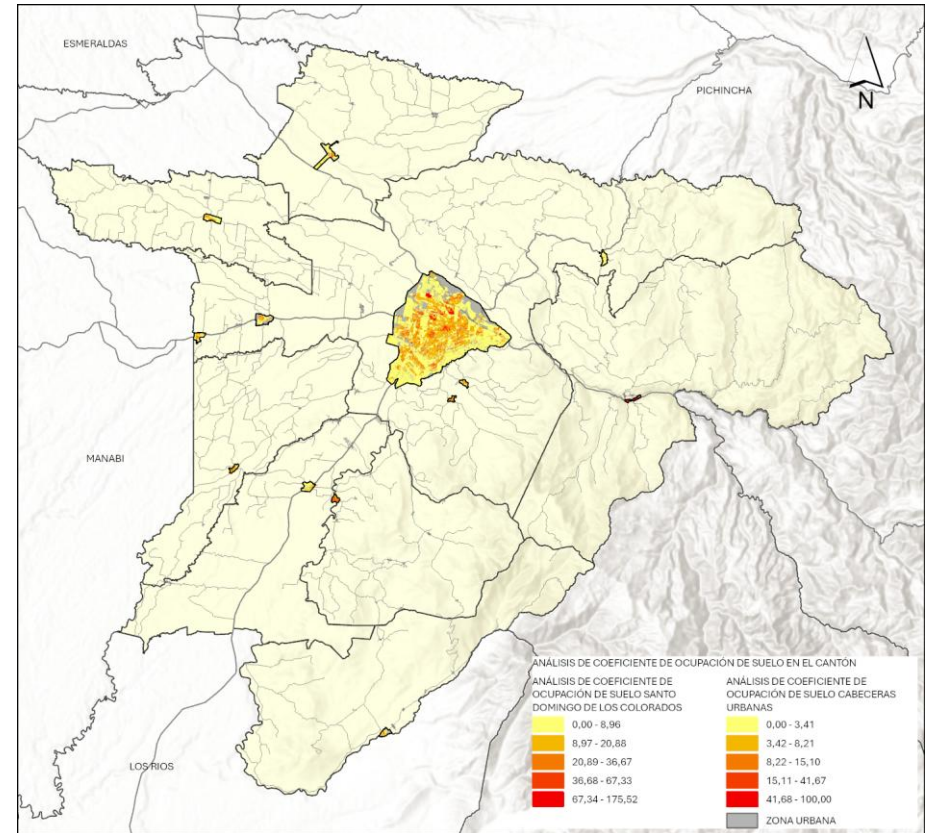 ESMERALDAS
PICHINCHA
N
MANABI
LOS RIOS
ANÁLISIS DE COEFICIENTE DE OCUPACIÓN DE SUELO EN EL CANTÓN
ANÁLISIS DE COEFICIENTE DE
OCUPACIÓN DE SUELO SANTO
DOMINGO DE LOS COLORADOS
0,00 - 8,96
8,97 - 20,88
20,89 - 36,67
36,68 - 67,33
67,34 - 175,52
ANÁLISIS DE COEFICIENTE DE
OCUPACIÓN DE SUELO CABECERAS
URBANAS
0,00 - 3,41
3,42 - 8,21
8,22 - 15,10
15,11 - 41,67
41,68 - 100,00
ZONA URBANA